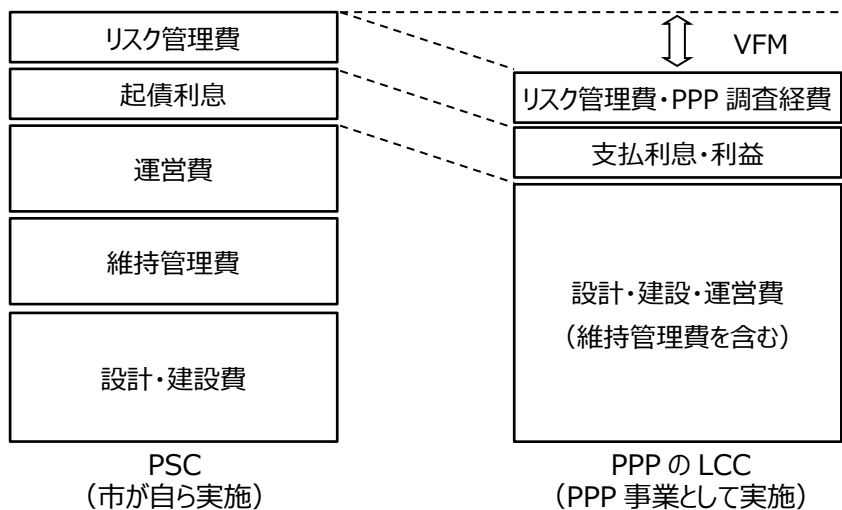 リスク管理費
起債利息
運営費
維持管理費
設計・建設費
PSC
（市が自ら実施）
VFM
リスク管理費・PPP 調査経費
支払利息・利益
設計・建設・運営費
（維持管理費を含む）
PPP の LCC
（PPP 事業として実施）